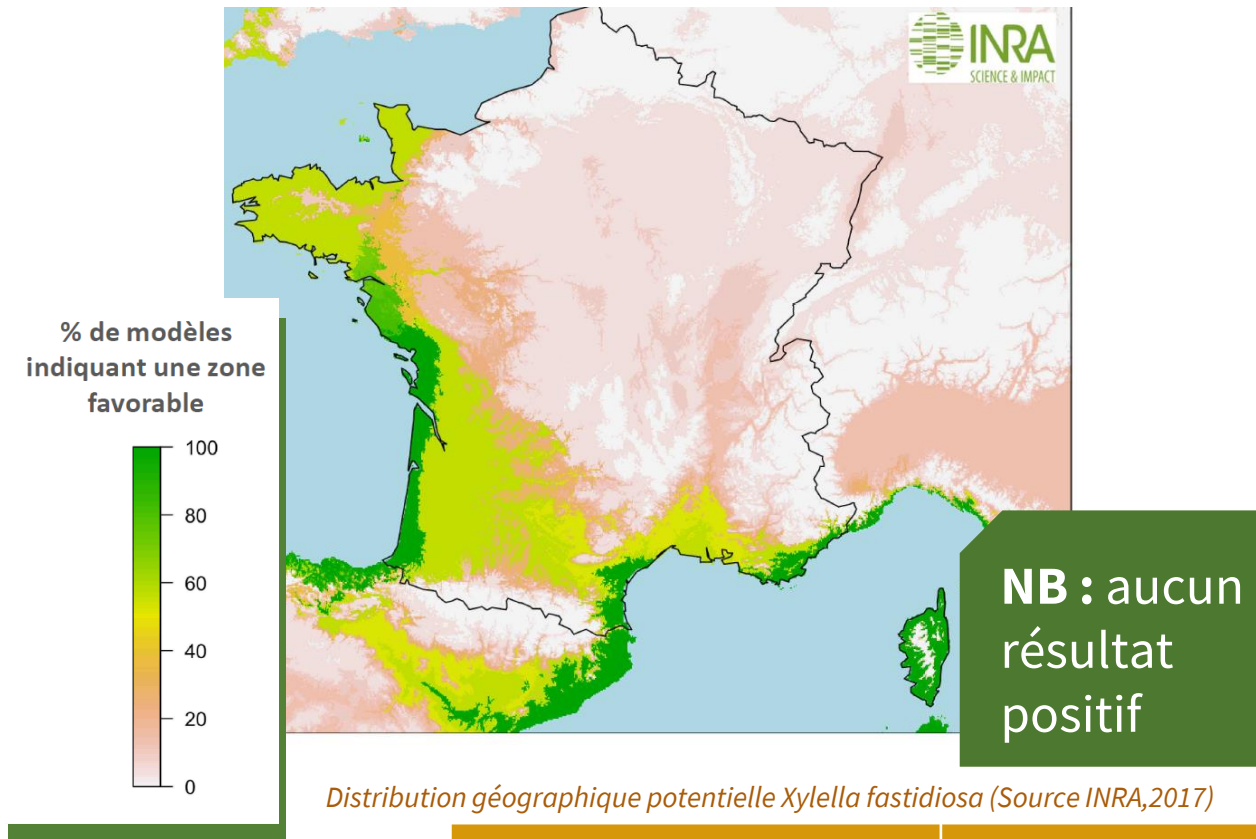 INRA
SCIENCE & IMPACT
% de modèles
indiquant une zone
favorable
100
80
60
40
20
0
NB : aucun
résultat
positif
Distribution géographique potentielle Xylella fastidiosa (Source INRA,2017)